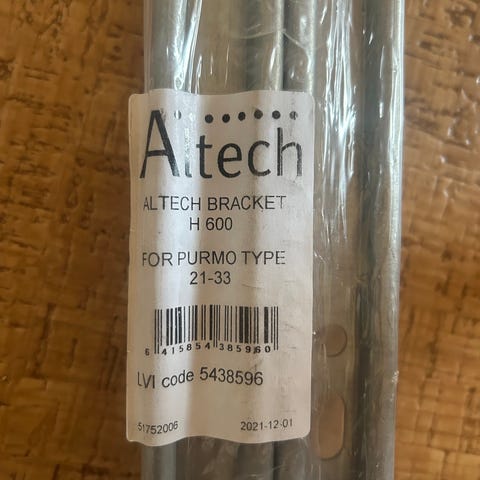 Altech
ALTECH BRACKET
H 600
FOR PURMO TYPE
21-33
6 415854 385960
LVI code 5438596
51752006 2021-12-01